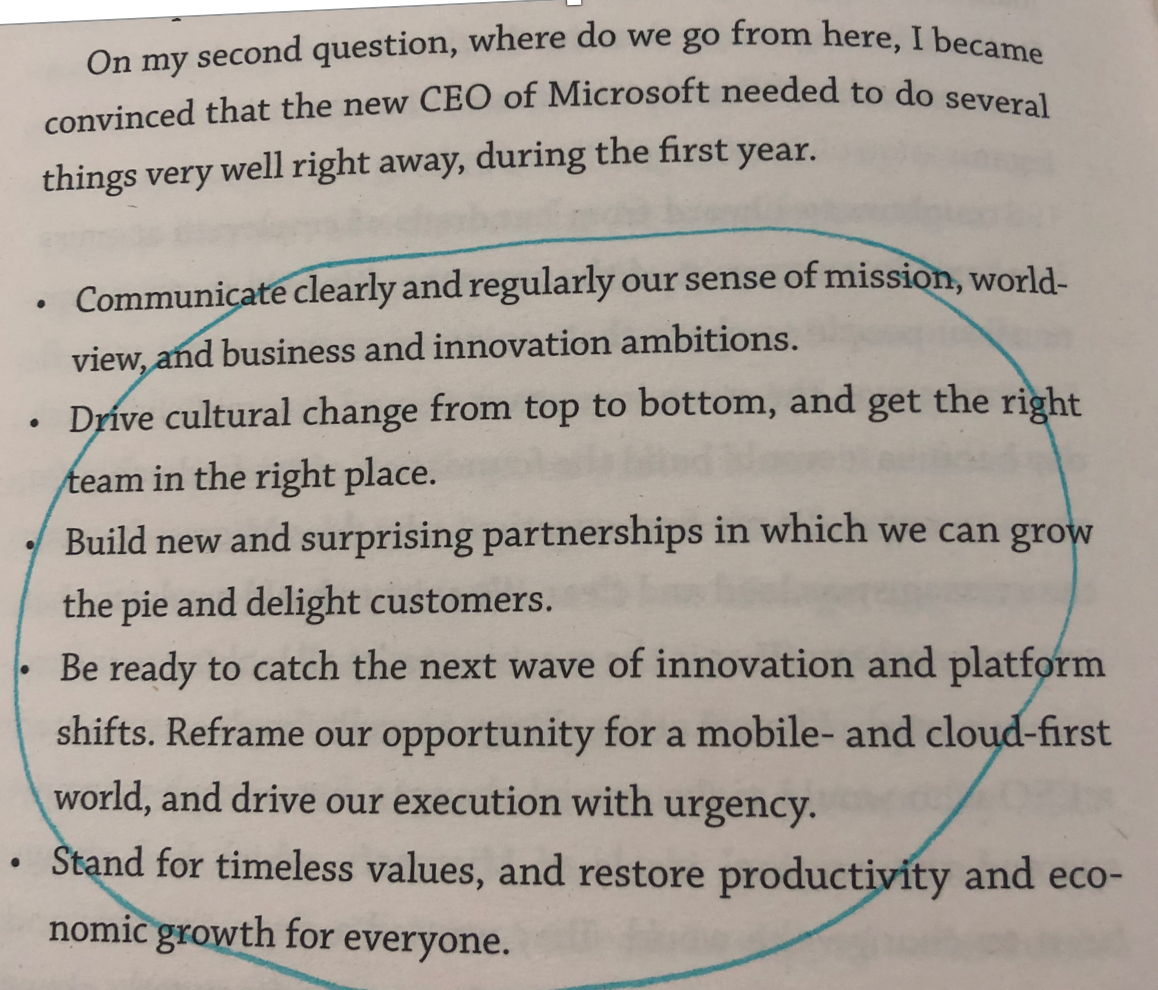 On my second question, where do we go from here, I became
convinced that the new CEO of Microsoft needed to do several
things very well right away, during the first year.
• Communicate clearly and regularly our sense of mission, world-
view, and business and innovation ambitions.
• Drive cultural change from top to bottom, and get the right
team in the right place.
• Build new and surprising partnerships in which we can grow
the pie and delight customers.
• Be ready to catch the next wave of innovation and platform
shifts. Reframe our opportunity for a mobile- and cloud-first
world, and drive our execution with urgency.
• Stand for timeless values, and restore productivity and eco-
nomic growth for everyone.